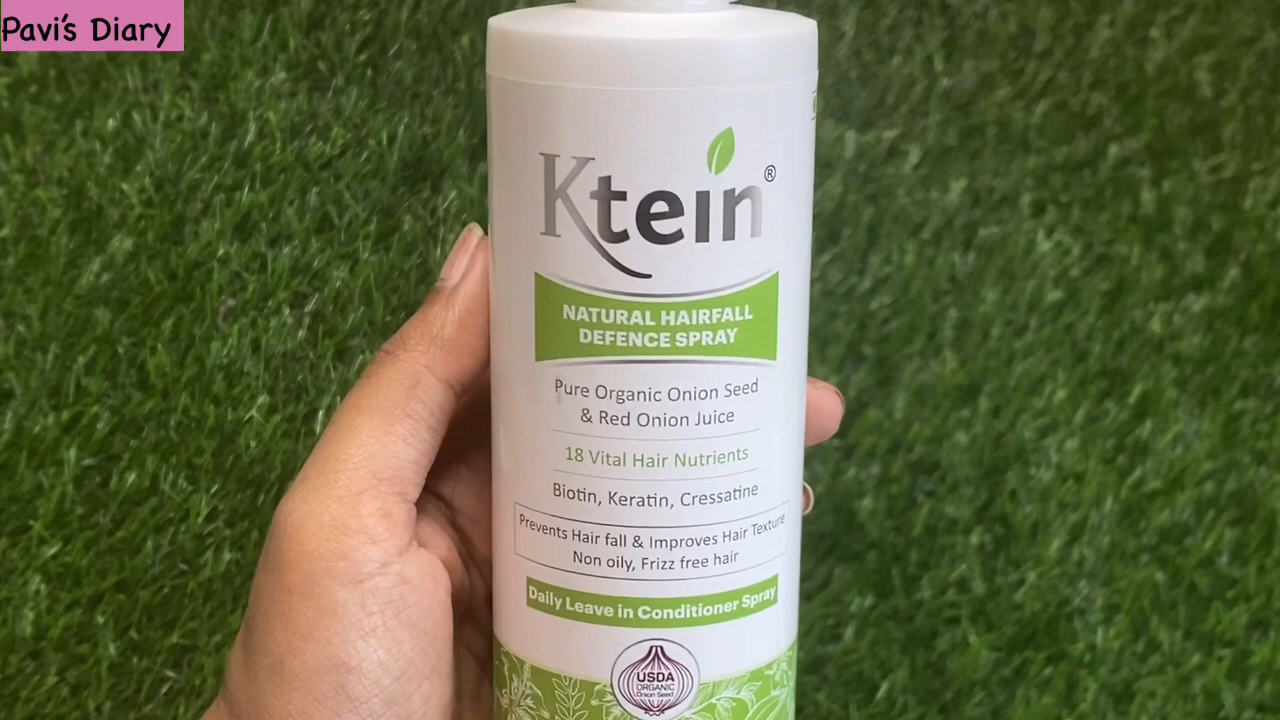 Pavi's Diary
Ktein®
NATURAL HAIRFALL
DEFENCE SPRAY
Pure Organic Onion Seed
& Red Onion Juice
18 Vital Hair Nutrients
Biotin, Keratin, Cressatine
Prevents Hair fall & Improves Hair Texture
Non oily, Frizz free hair
Daily Leave in Conditioner Spray
USDA
ORGANIC
Onion Seed